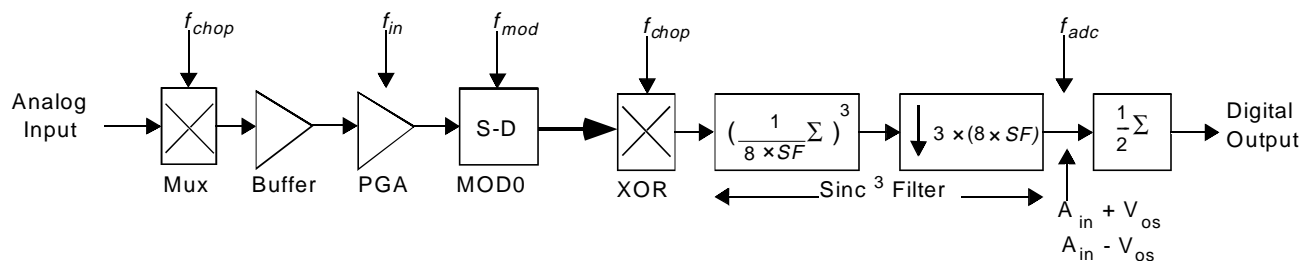 f_chop f_in f_mod f_chop f_adc
Analog
Input
Digital
Output
S-D
( 1 / 8 × SF Σ )³
3 × (8 × SF)
1/2 Σ
Mux Buffer PGA MOD0 XOR
Sinc ³ Filter
A_in + V_os
A_in - V_os